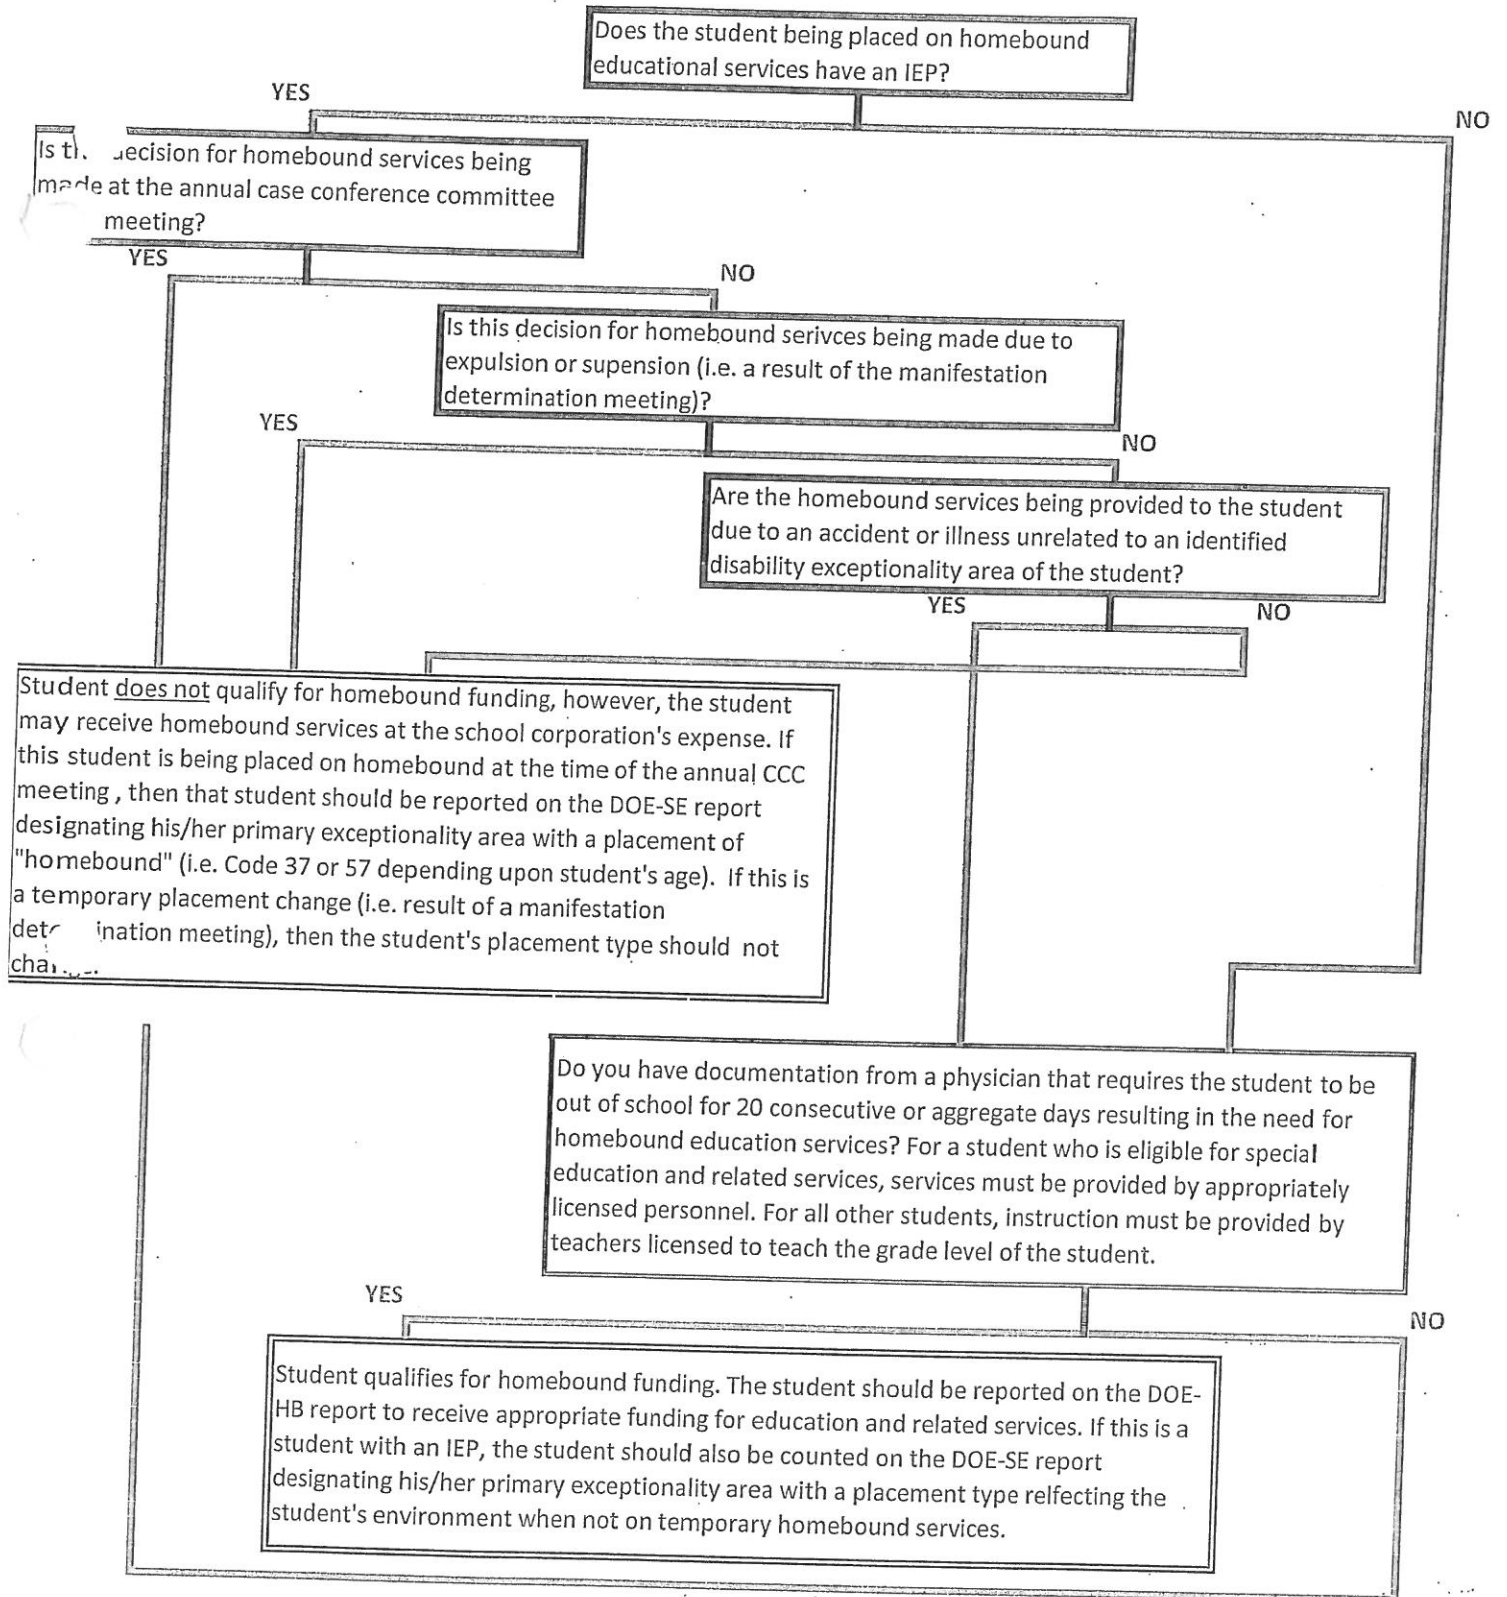 Does the student being placed on homebound
educational services have an IEP?
YES
NO
decision for homebound services being
made at the annual case conference committee
meeting?
YES
NO
Is this decision for homebound serivces being made due to
expulsion or supension (i.e. a result of the manifestation
determination meeting)?
YES
NO
Are the homebound services being provided to the student
due to an accident or illness unrelated to an identified
disability exceptionality area of the student?
YES
NO
Student does not qualify for homebound funding, however, the student
may receive homebound services at the school corporation's expense. If
this student is being placed on homebound at the time of the annual CCC
meeting, then that student should be reported on the DOE-SE report
designating his/her primary exceptionality area with a placement of
"homebound" (i.e. Code 37 or 57 depending upon student's age). If this is
a temporary placement change (i.e. result of a manifestation
meeting), then the student's placement type should not
Do you have documentation from a physician that requires the student to be
out of school for 20 consecutive or aggregate days resulting in the need for
homebound education services? For a student who is eligible for special
education and related services, services must be provided by appropriately
licensed personnel. For all other students, instruction must be provided by
teachers licensed to teach the grade level of the student.
YES
NO
Student qualifies for homebound funding. The student should be reported on the DOE-
HB report to receive appropriate funding for education and related services. If this is a
student with an IEP, the student should also be counted on the DOE-SE report
designating his/her primary exceptionality area with a placement type relfecting the
student's environment when not on temporary homebound services.